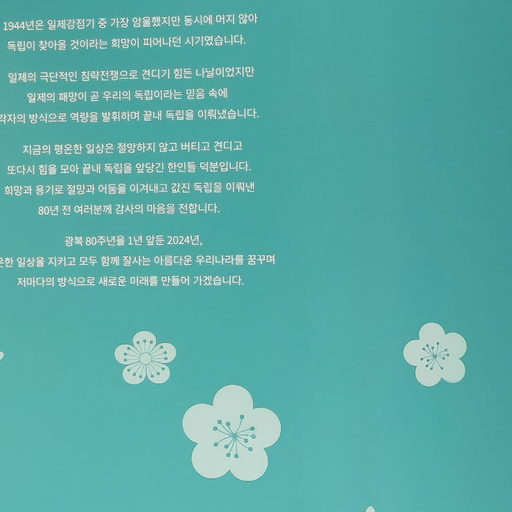 1944년은 일제강점기 중 가장 암울했지만 동시에 머지 않아
독립이 찾아올 것이라는 희망이 피어나던 시기였습니다.
일제의 극단적인 침략전쟁으로 견디기 힘든 나날이었지만
일제의 패망이 곧 우리의 독립이라는 믿음 속에
각자의 방식으로 역량을 발휘하며 끝내 독립을 이뤄냈습니다.
지금의 평온한 일상은 절망하지 않고 버티고 견디고
또다시 힘을 모아 끝내 독립을 앞당긴 한인들 덕분입니다.
희망과 용기로 절망과 어둠을 이겨내고 값진 독립을 이뤄낸
80년 전 여러분께 감사의 마음을 전합니다.
광복 80주년을 1년 앞둔 2024년,
일상을 지키고 모두 함께 잘사는 아름다운 우리나라를 꿈꾸며
저마다의 방식으로 새로운 미래를 만들어 가겠습니다.